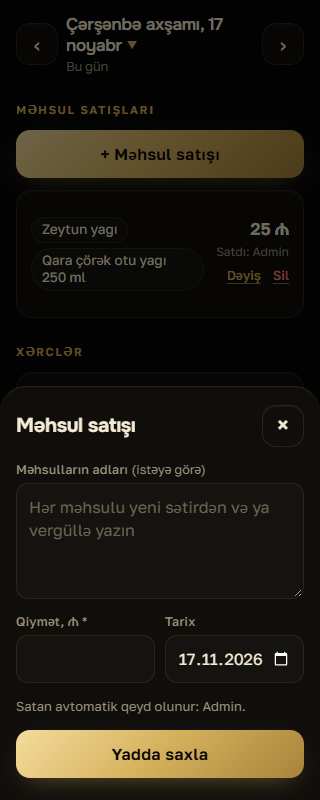 ‹
Çərşənbə axşamı, 17
noyabr ▼
Bu gün
›
MƏHSUL SATIŞLARI
+ Məhsul satışı
Zeytun yagı
25 ₼
Qara çörək otu yagı
250 ml
Satdı: Admin
Dəyiş Sil
XƏRCLƏR
Məhsul satışı
×
Məhsulların adları (istəyə görə)
Hər məhsulu yeni sətirdən və ya
vergüllə yazın
Qiymət, ₼ *
Tarix
17.11.2026
Satan avtomatik qeyd olunur: Admin.
Yadda saxla